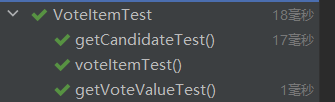 VoteItemTest 18毫秒
getCandidateTest() 17毫秒
voteItemTest()
getVoteValueTest() 1毫秒